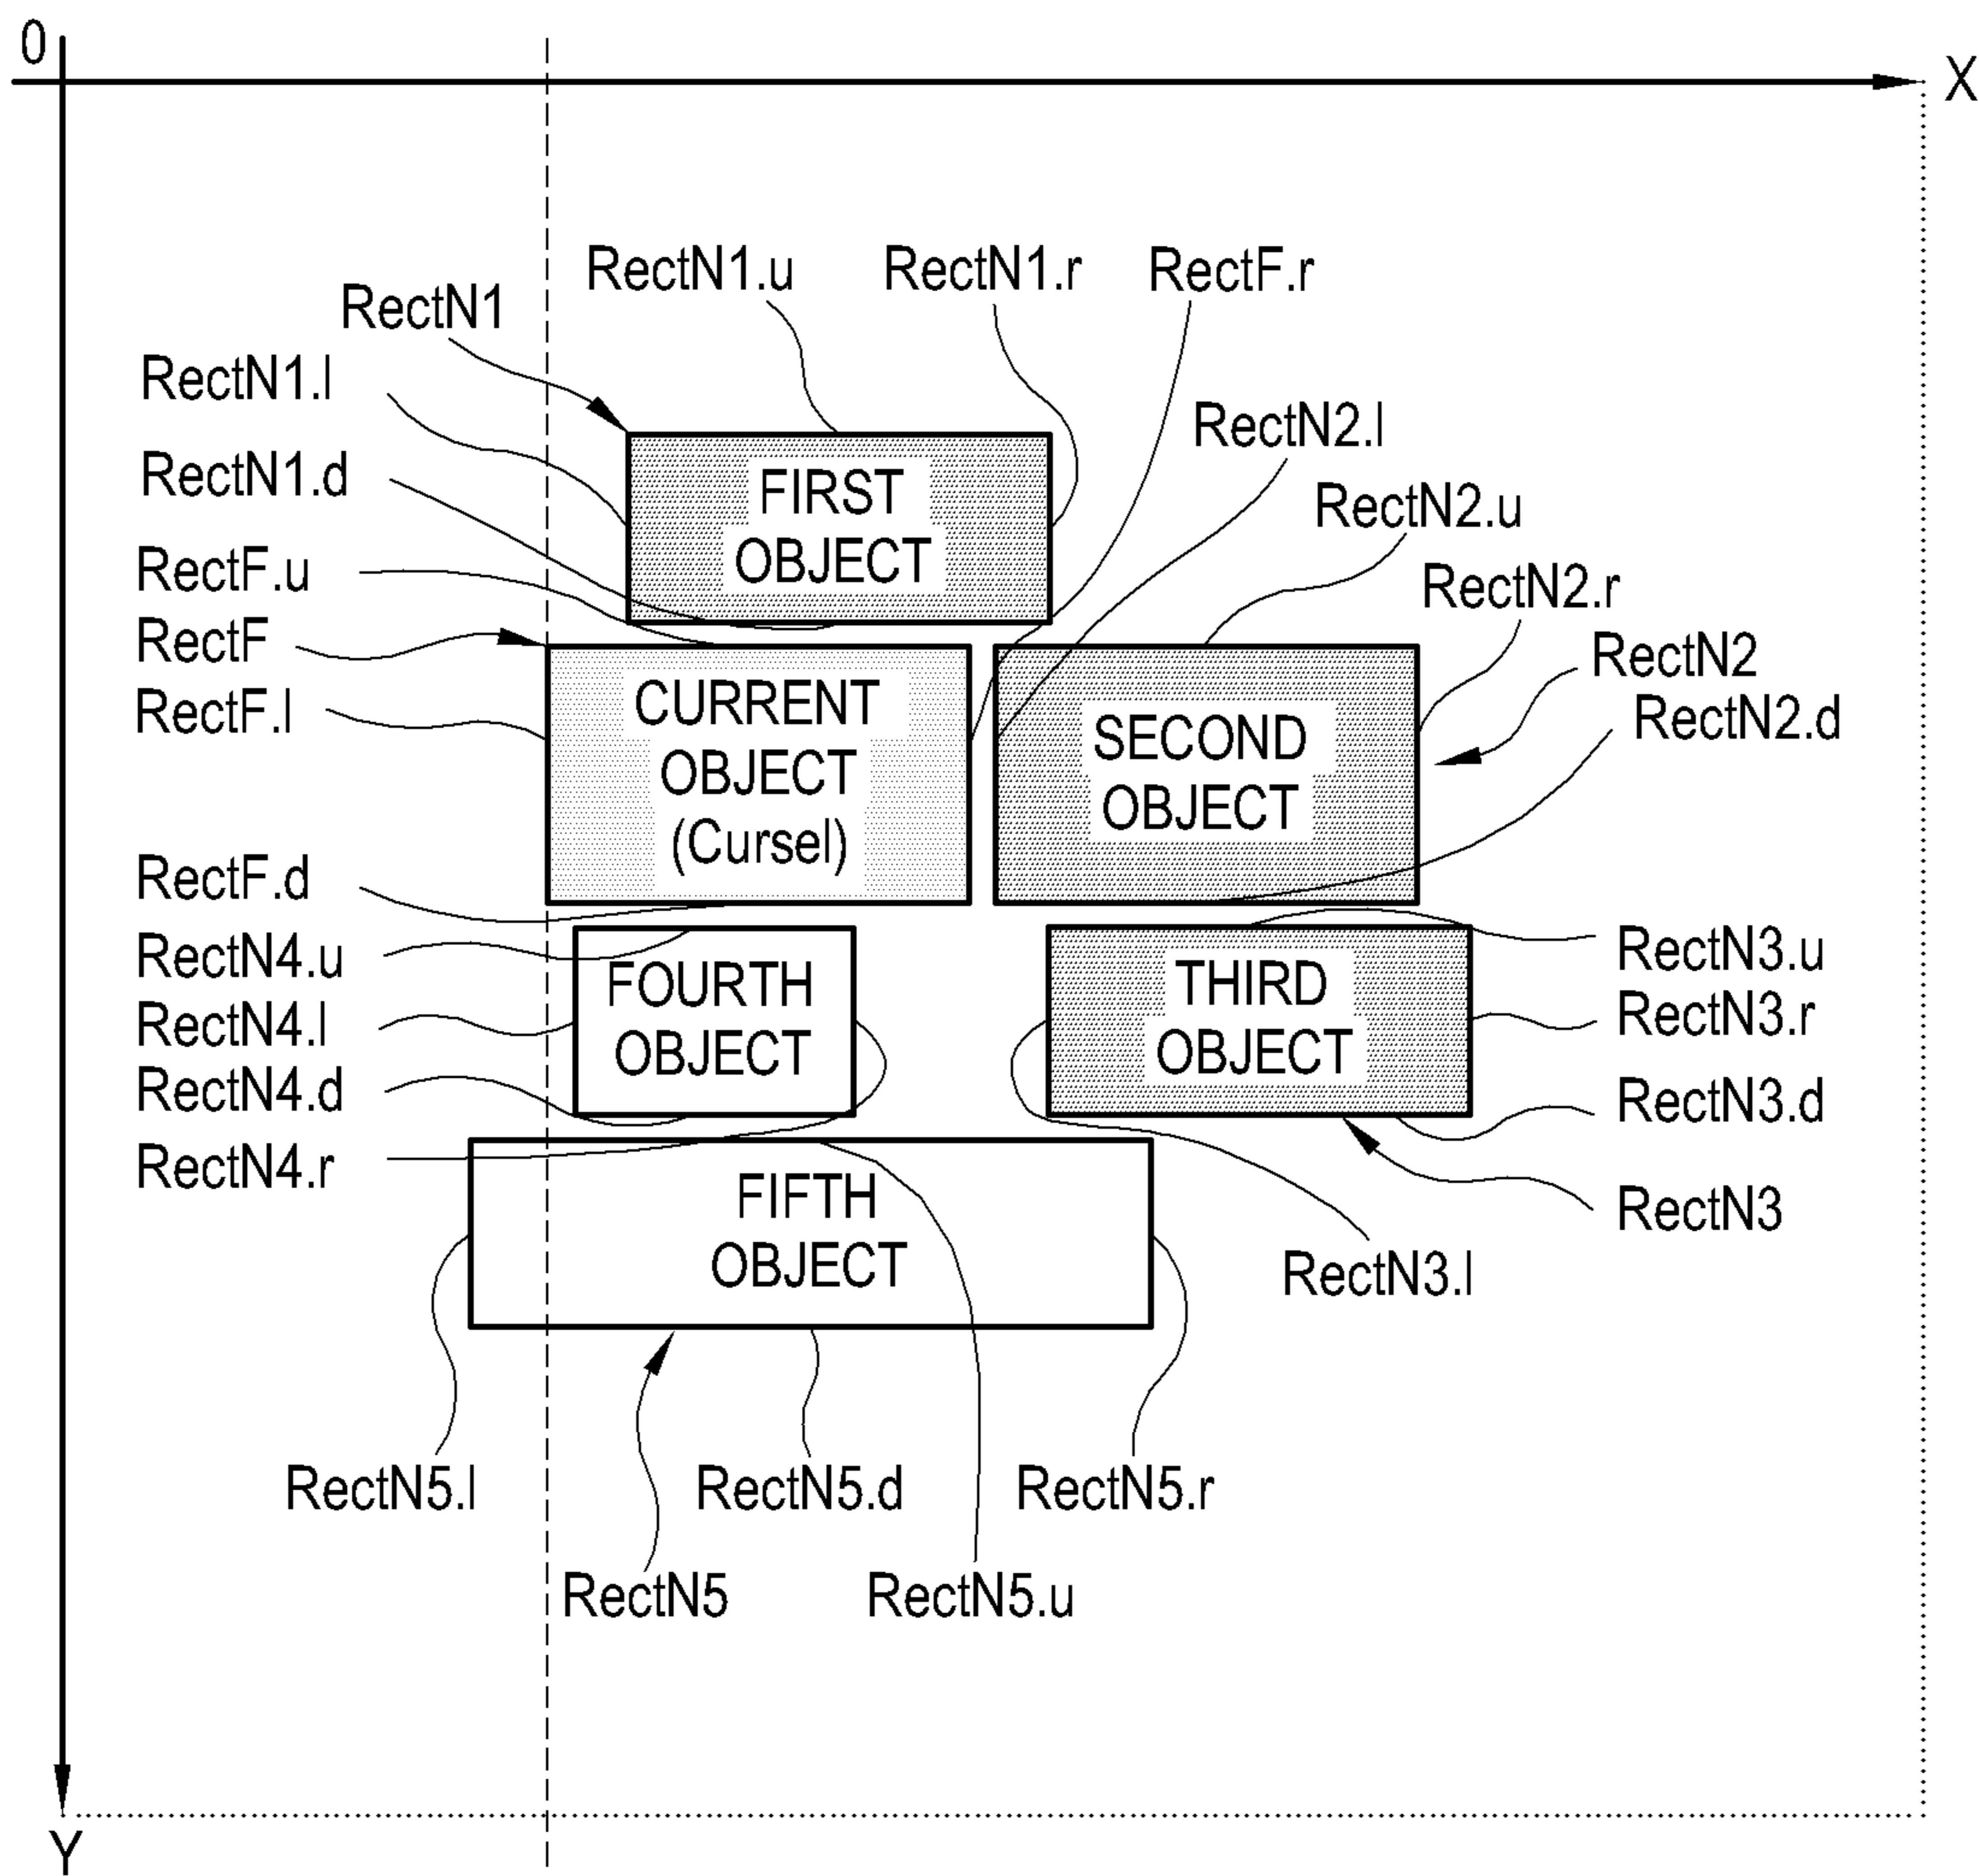 0
X
RectN1.u
RectN1.r
RectF.r
RectN1
RectN1.l
RectN2.l
RectN1.d
FIRST
OBJECT
RectN2.u
RectF.u
RectN2.r
RectF
RectN2
RectF.l
CURRENT
OBJECT
(Cursel)
SECOND
OBJECT
RectN2.d
RectF.d
RectN4.u
FOURTH
OBJECT
THIRD
OBJECT
RectN3.u
RectN4.l
RectN3.r
RectN4.d
RectN3.d
RectN4.r
FIFTH
OBJECT
RectN3
RectN3.l
RectN5.l
RectN5.d
RectN5.r
RectN5
RectN5.u
Y